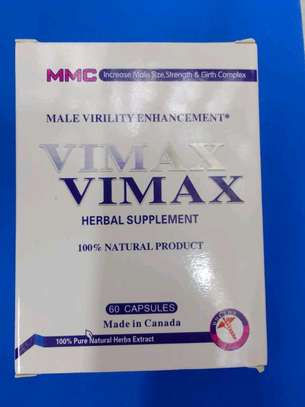 MMC Increase Male Size,Strength & Girth Complex
MALE VIRILITY ENHANCEMENT*
VIMAX
VIMAX
HERBAL SUPPLEMENT
100% NATURAL PRODUCT
60 CAPSULES
Made in Canada
100% Pure Natural Herbs Extract